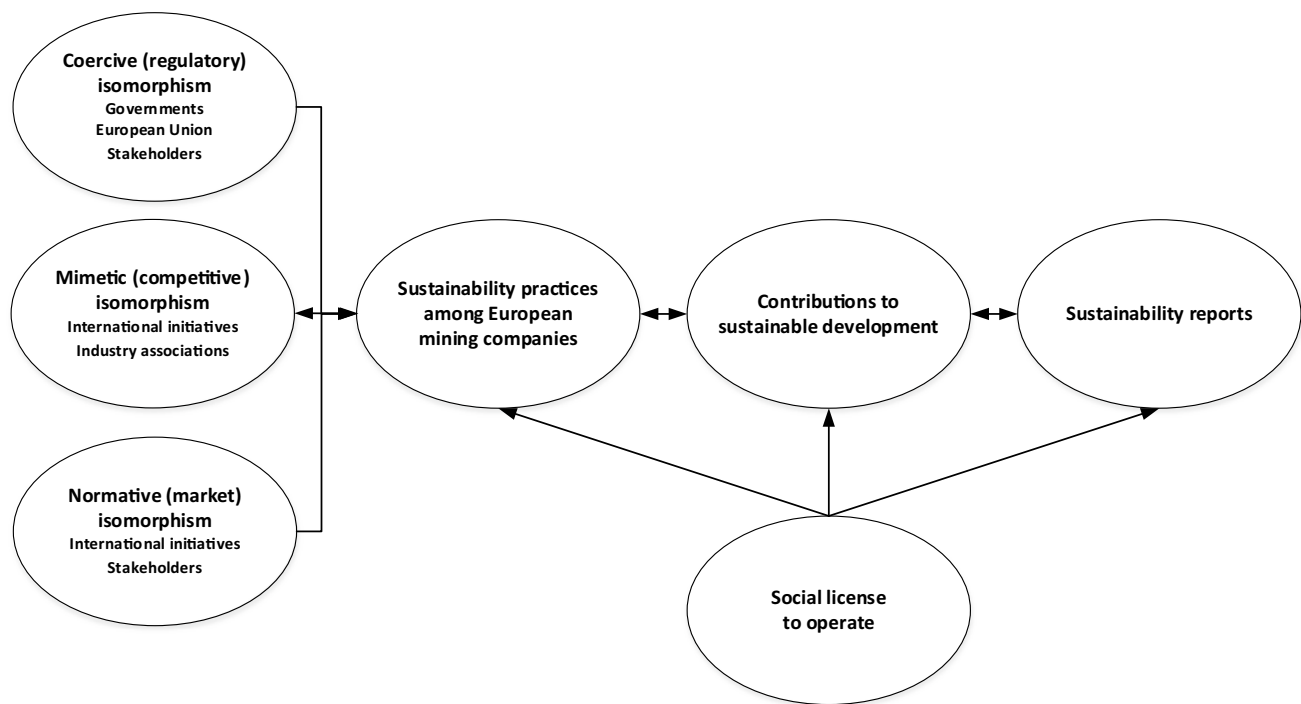 Coercive (regulatory)
isomorphism
Governments
European Union
Stakeholders
Mimetic (competitive)
isomorphism
International initiatives
Industry associations
Normative (market)
isomorphism
International initiatives
Stakeholders
Sustainability practices
among European
mining companies
Contributions to
sustainable development
Sustainability reports
Social license
to operate